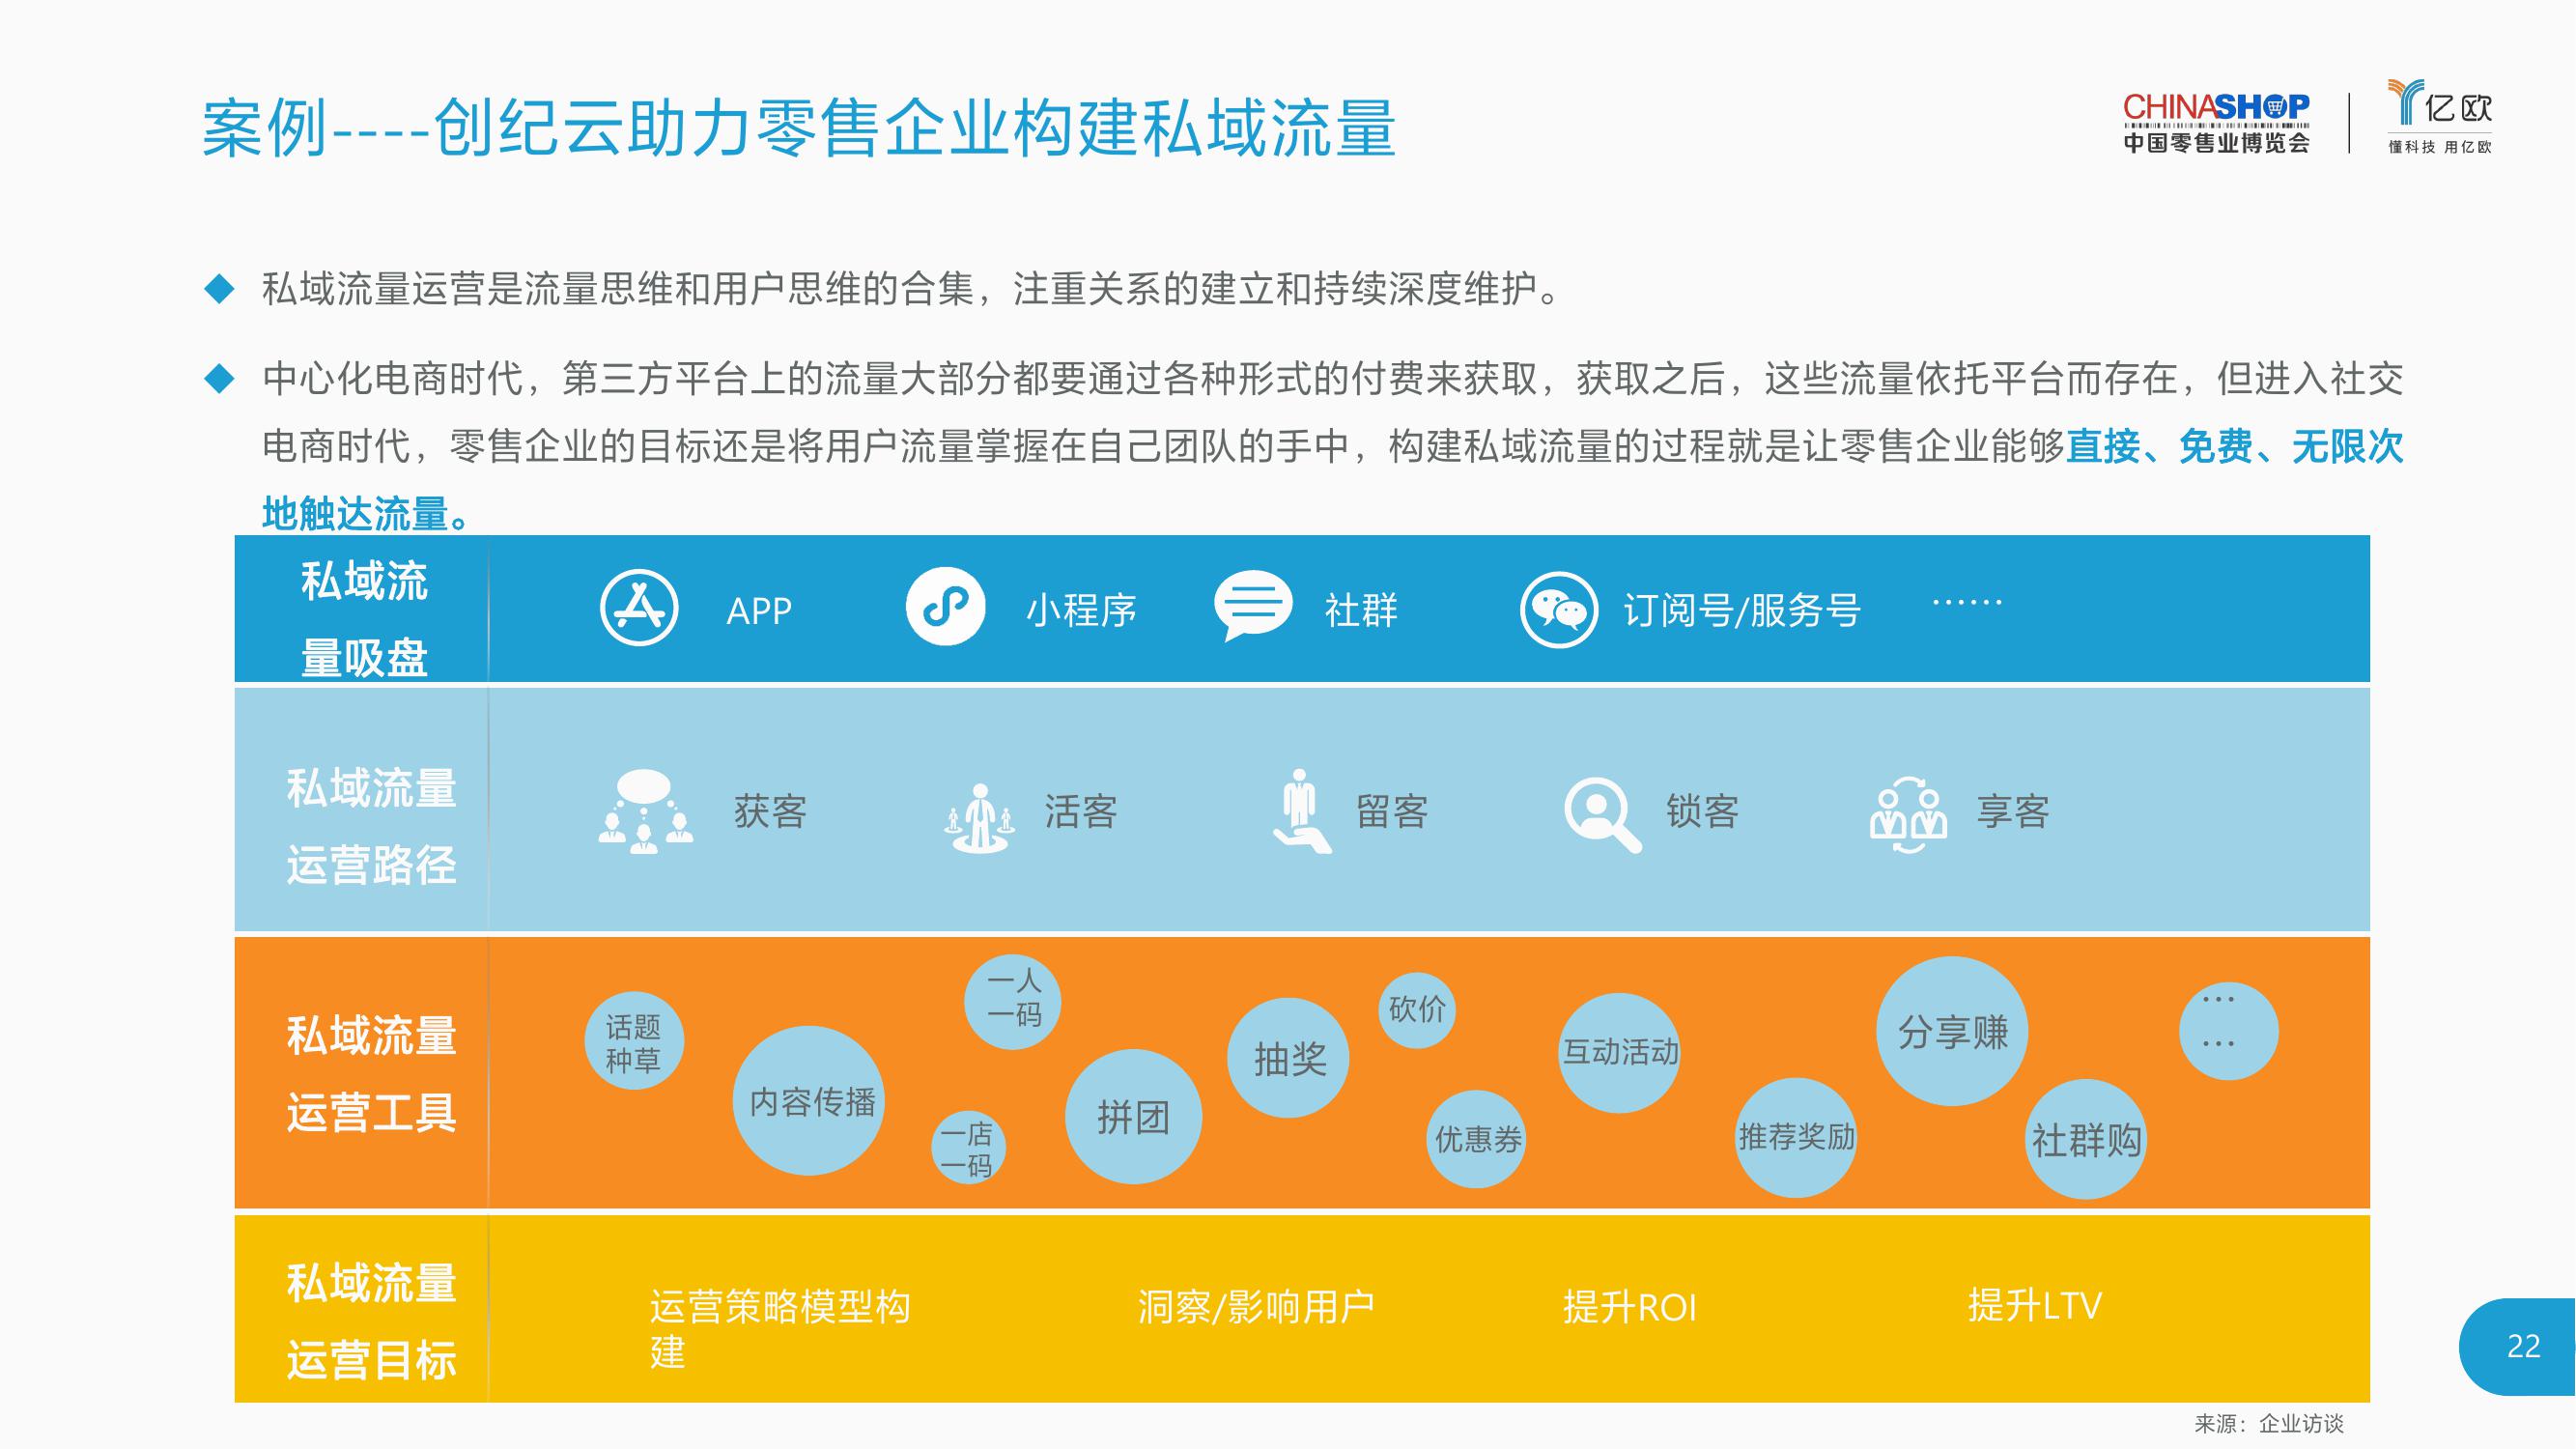 案例----创纪云助力零售企业构建私域流量
CHINASHOP
中国零售业博览会
亿欧
懂科技 用亿欧
私域流量运营是流量思维和用户思维的合集，注重关系的建立和持续深度维护。
中心化电商时代，第三方平台上的流量大部分都要通过各种形式的付费来获取，获取之后，这些流量依托平台而存在，但进入社交
电商时代，零售企业的目标还是将用户流量掌握在自己团队的手中，构建私域流量的过程就是让零售企业能够直接、免费、无限次
地触达流量。
私域流
量吸盘
APP
小程序
社群
订阅号/服务号
……
私域流量
运营路径
获客
活客
留客
锁客
享客
私域流量
运营工具
话题
种草
内容传播
一人
一码
一店
一码
拼团
抽奖
砍价
优惠券
互动活动
推荐奖励
分享赚
社群购
…
…
私域流量
运营目标
运营策略模型构
建
洞察/影响用户
提升ROI
提升LTV
22
来源：企业访谈